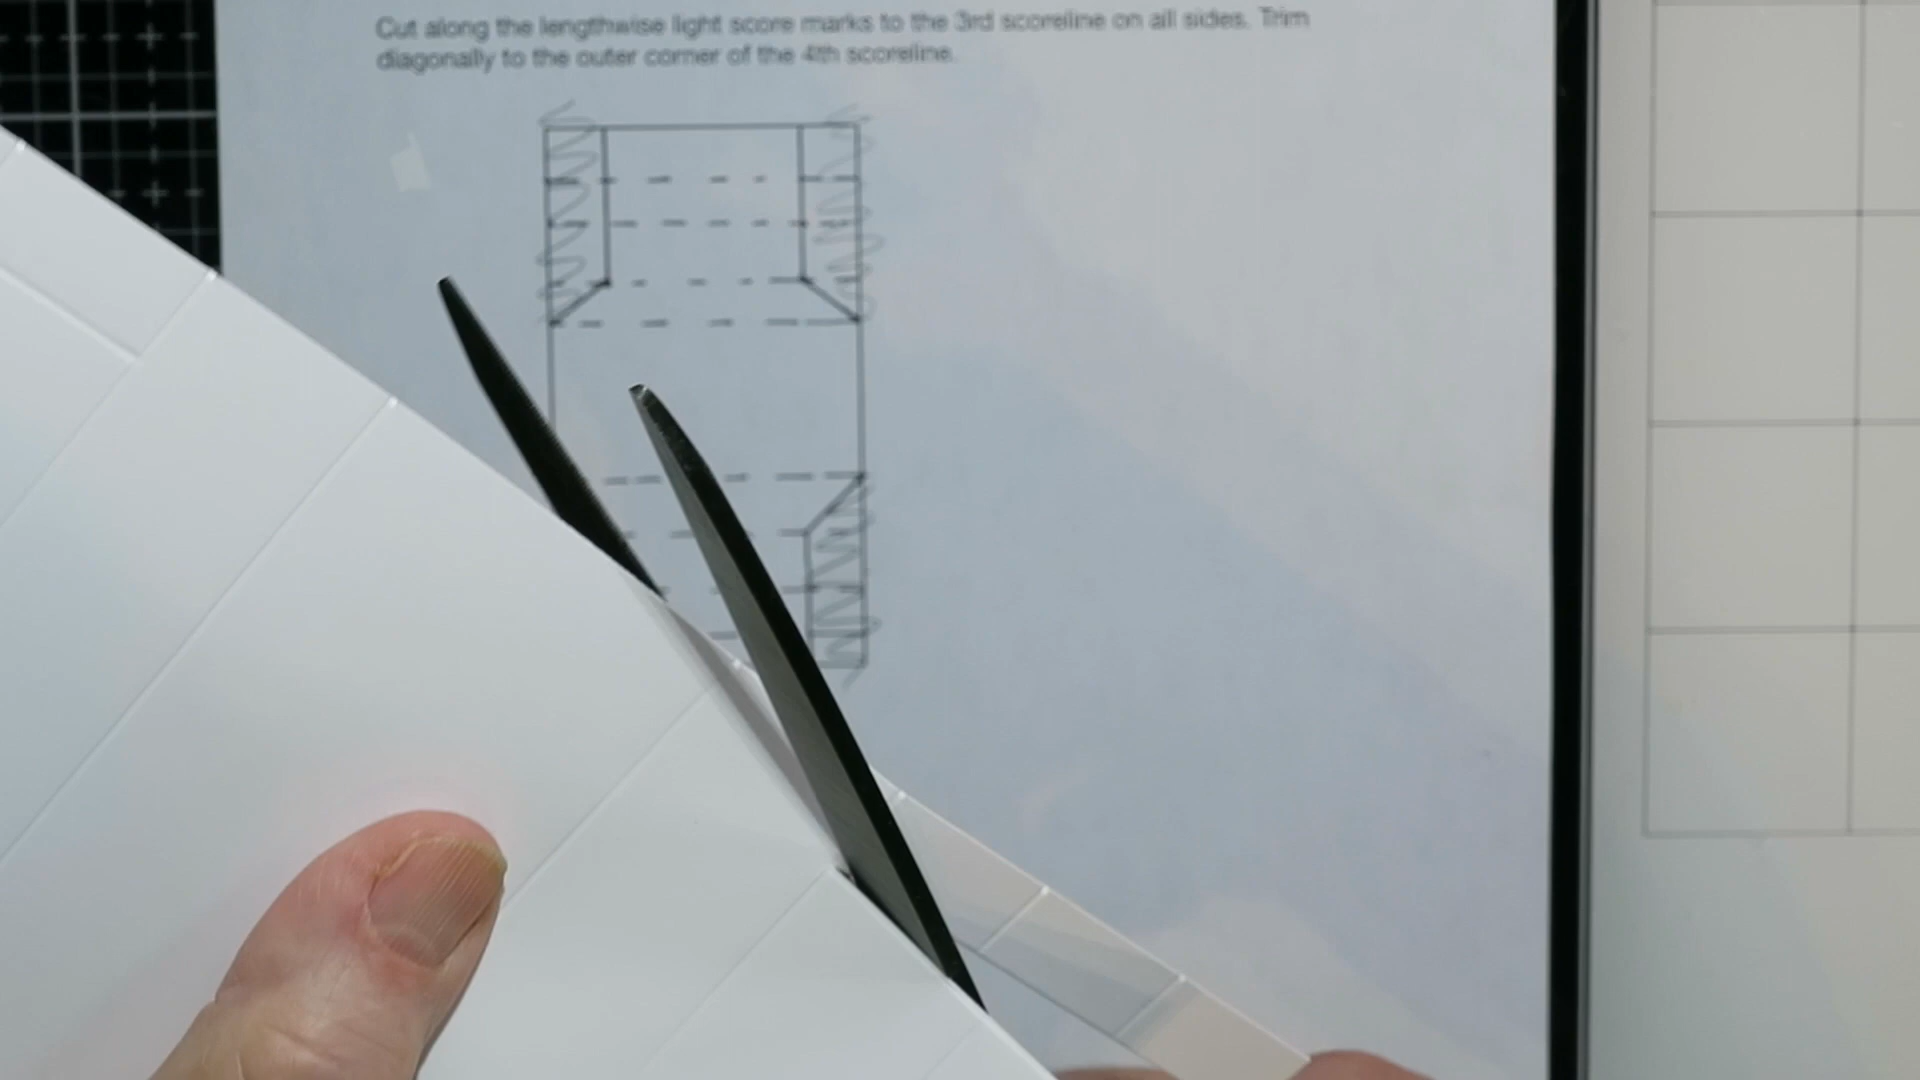 Cut along the lengthwise light score marks to the 3rd scoreline on all sides. Trim
diagonally to the outer corner of the 4th scoreline.